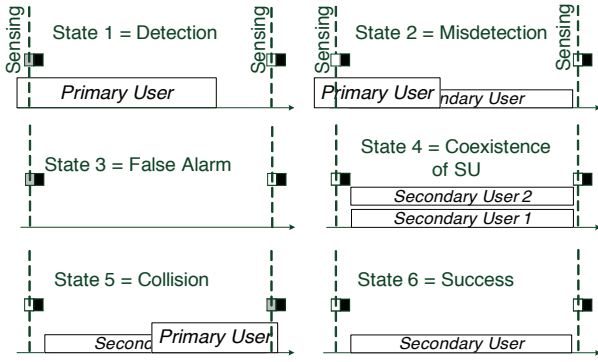 Sensing
State 1 = Detection
Sensing
Primary User
Sensing
State 2 = Misdetection
Sensing
Primary User
ndary User
State 3 = False Alarm
State 4 = Coexistence
of SU
Secondary User 2
Secondary User 1
State 5 = Collision
Second
Primary User
State 6 = Success
Secondary User